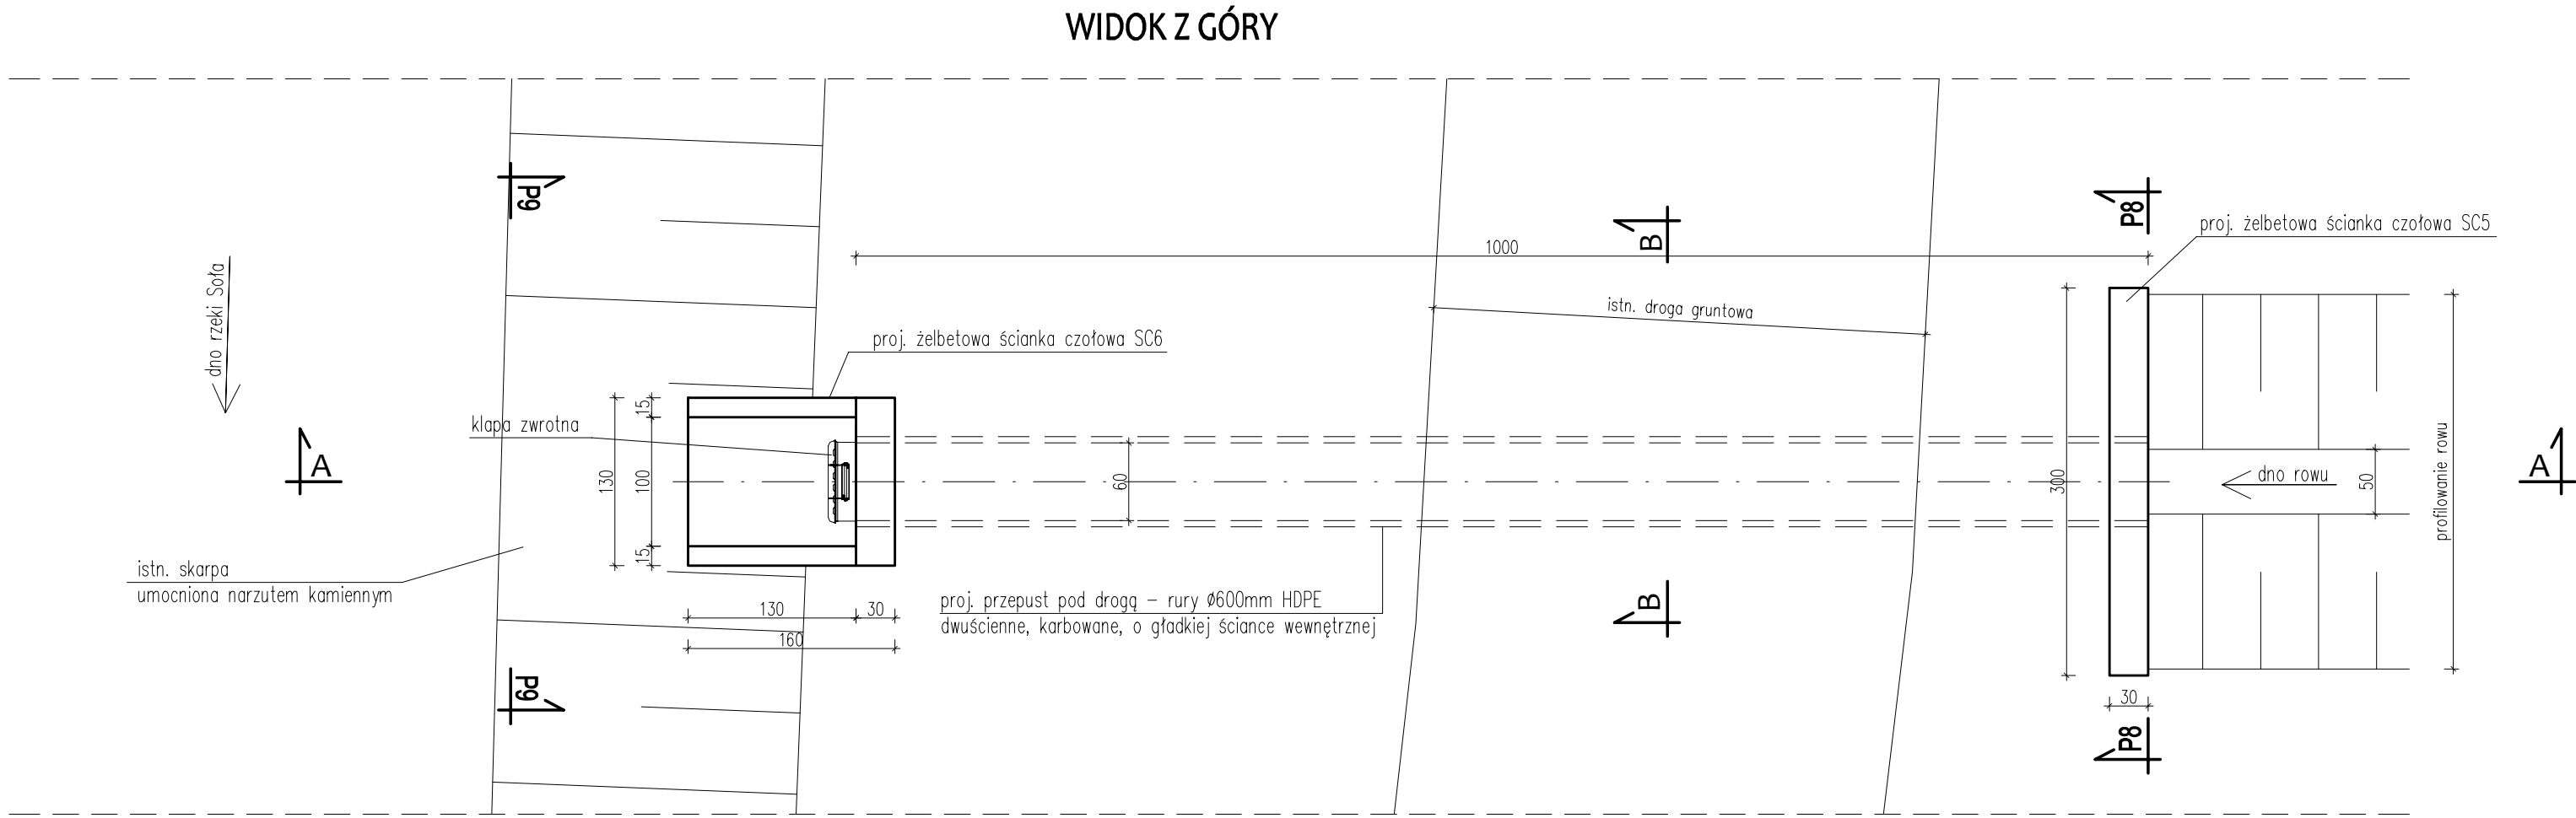 WIDOK Z GÓRY
P9
P8
proj. żelbetowa ścianka czołowa SC5
B
1000
dno rzeki Soła
istn. droga gruntowa
proj. żelbetowa ścianka czołowa SC6
klapa zwrotna
15
100
15
130
60
300
A
A
dno rowu
50
profilowanie rowu
istn. skarpa
umocniona narzutem kamiennym
130
30
160
proj. przepust pod drogą – rury Ø600mm HDPE
dwuścienne, karbowane, o gładkiej ściance wewnętrznej
B
P9
30
P8